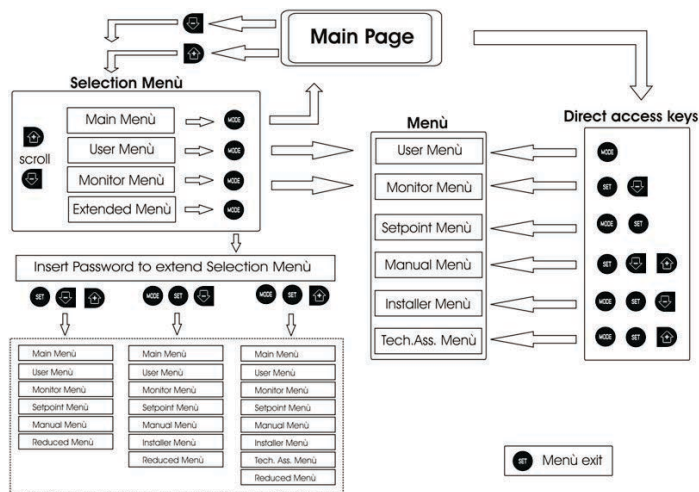 Main Page
Selection Menù
Main Menù MODE
User Menù MODE
Monitor Menù MODE
Extended Menù MODE
scroll
Insert Password to extend Selection Menù
SET MODE SET MODE SET
Main Menù
User Menù
Monitor Menù
Setpoint Menù
Manual Menù
Reduced Menù
Main Menù
User Menù
Monitor Menù
Setpoint Menù
Manual Menù
Installer Menù
Reduced Menù
Main Menù
User Menù
Monitor Menù
Setpoint Menù
Manual Menù
Installer Menù
Tech. Ass. Menù
Reduced Menù
Menù
User Menù
Monitor Menù
Setpoint Menù
Manual Menù
Installer Menù
Tech.Ass. Menù
Direct access keys
MODE
SET
MODE SET
SET
MODE SET
MODE SET
SET Menù exit